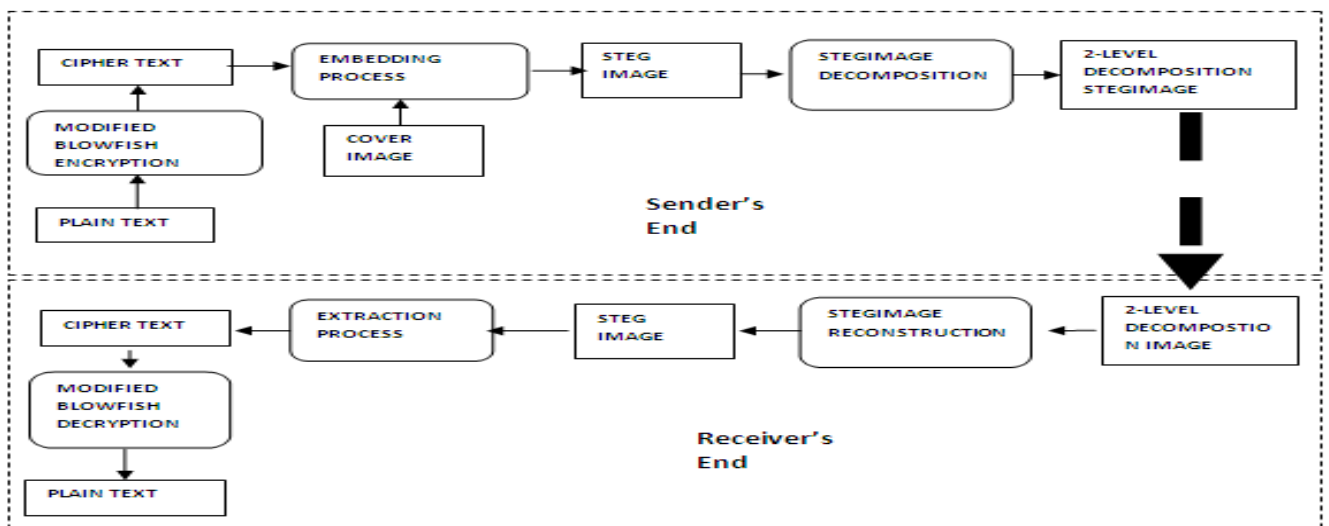 CIPHER TEXT
EMBEDDING
PROCESS
STEG
IMAGE
STEGIMAGE
DECOMPOSITION
2-LEVEL
DECOMPOSITION
STEGIMAGE
MODIFIED
BLOWFISH
ENCRYPTION
COVER
IMAGE
PLAIN TEXT
Sender's
End
CIPHER TEXT
EXTRACTION
PROCESS
STEG
IMAGE
STEGIMAGE
RECONSTRUCTION
2-LEVEL
DECOMPOSTIO
N IMAGE
MODIFIED
BLOWFISH
DECRYPTION
Receiver's
End
PLAIN TEXT